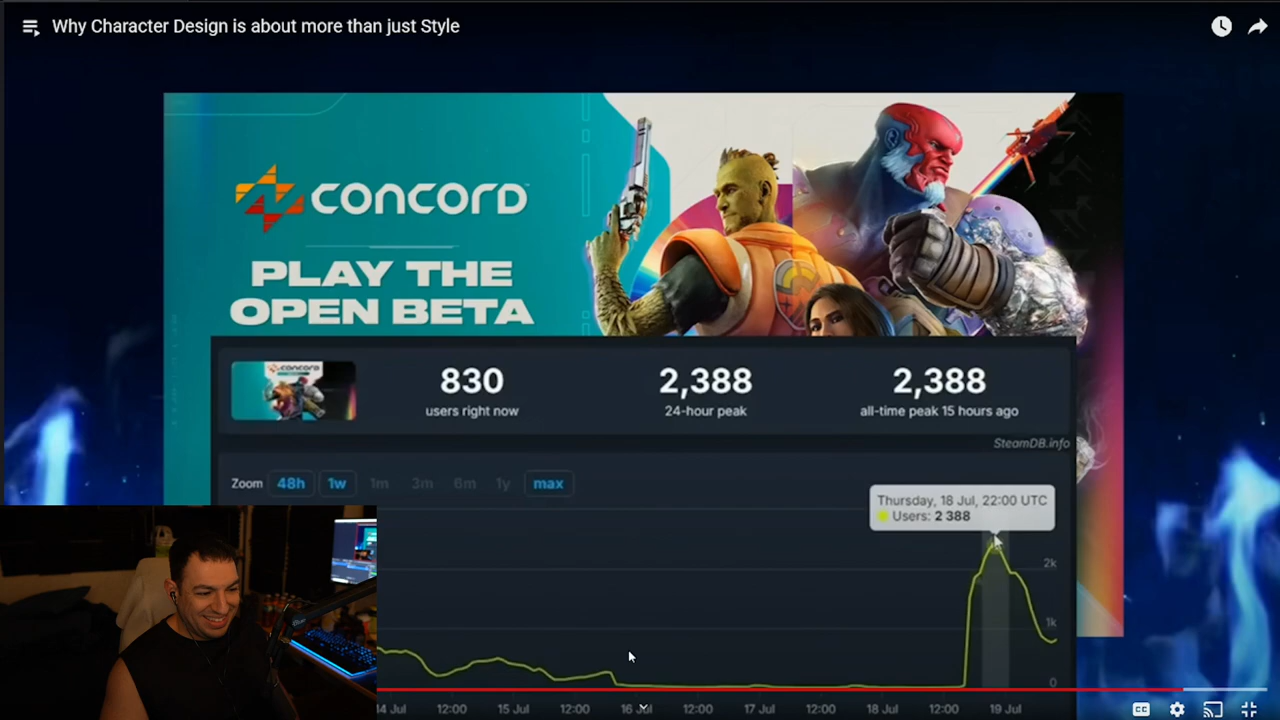 Why Character Design is about more than just Style
CONCORD
PLAY THE
OPEN BETA
830
users right now
2,388
24-hour peak
2,388
all-time peak 15 hours ago
SteamDB.info
Zoom 48h 1w 1m 3m 6m 1y max
Thursday, 18 Jul, 22:00 UTC
Users: 2 388
2k
1k
0
14 Jul 12:00 15 Jul 12:00 16 Jul 12:00 17 Jul 12:00 18 Jul 12:00 19 Jul
CC